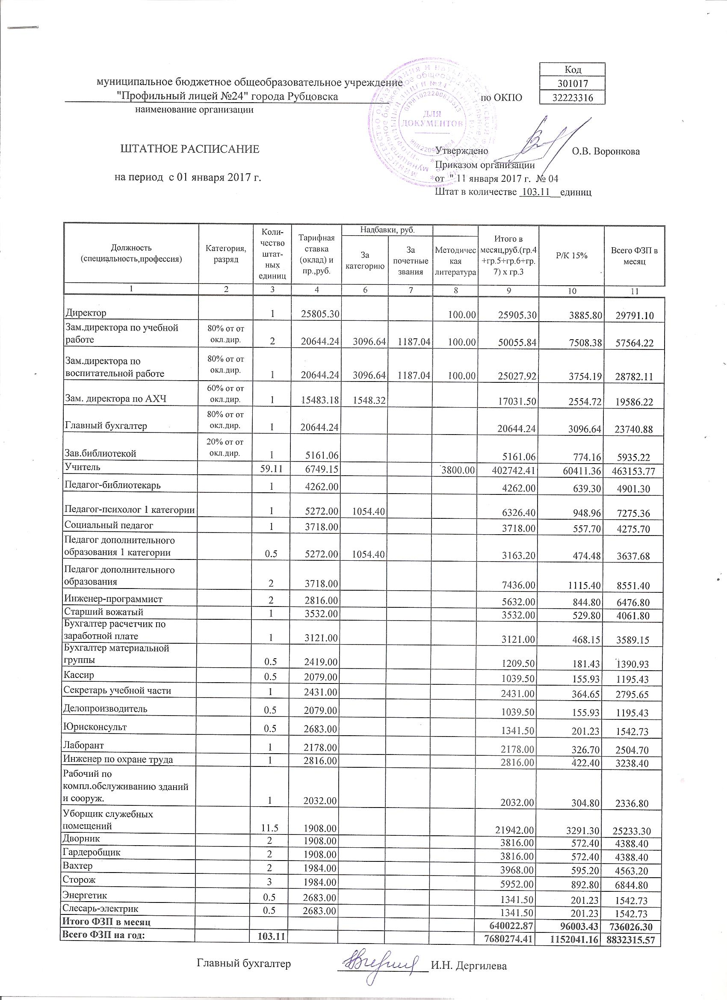 Код
муниципальное бюджетное общеобразовательное учреждение
301017
"Профильный лицей №24" города Рубцовска
по ОКПО
32223316
наименование организации
ДЛЯ
ДОКУМЕНТОВ
ШТАТНОЕ РАСПИСАНИЕ
Утверждено О.В. Воронкова
Приказом организации
на период с 01 января 2017 г.
от " 11 января 2017 г. № 04
Штат в количестве 103.11 единиц
Должность (специальность,профессия)
Категория, разряд
Коли-чество штат-ных единиц
Тарифная ставка (оклад) и пр.,руб.
Надбавки, руб.
За категорию
За почетные звания
Методичес кая литература
Итого в месяц,руб.(гр.4 +гр.5+гр.6+гр. 7) х гр.3
Р/К 15%
Всего ФЗП в месяц
1 2 3 4 6 7 8 9 10 11
Директор 1 25805.30 100.00 25905.30 3885.80 29791.10
Зам.директора по учебной работе 80% от от окл.дир. 2 20644.24 3096.64 1187.04 100.00 50055.84 7508.38 57564.22
Зам.директора по воспитательной работе 80% от от окл.дир. 1 20644.24 3096.64 1187.04 100.00 25027.92 3754.19 28782.11
Зам. директора по АХЧ 60% от от окл.дир. 1 15483.18 1548.32 17031.50 2554.72 19586.22
Главный бухгалтер 80% от от окл.дир. 1 20644.24 20644.24 3096.64 23740.88
Зав.библиотекой 20% от от окл.дир. 1 5161.06 5161.06 774.16 5935.22
Учитель 59.11 6749.15 3800.00 402742.41 60411.36 463153.77
Педагог-библиотекарь 1 4262.00 4262.00 639.30 4901.30
Педагог-психолог 1 категории 1 5272.00 1054.40 6326.40 948.96 7275.36
Социальный педагог 1 3718.00 3718.00 557.70 4275.70
Педагог дополнительного образования 1 категории 0.5 5272.00 1054.40 3163.20 474.48 3637.68
Педагог дополнительного образования 2 3718.00 7436.00 1115.40 8551.40
Инженер-программист 2 2816.00 5632.00 844.80 6476.80
Старший вожатый 1 3532.00 3532.00 529.80 4061.80
Бухгалтер расчетчик по заработной плате 1 3121.00 3121.00 468.15 3589.15
Бухгалтер материальной группы 0.5 2419.00 1209.50 181.43 1390.93
Кассир 0.5 2079.00 1039.50 155.93 1195.43
Секретарь учебной части 1 2431.00 2431.00 364.65 2795.65
Делопроизводитель 0.5 2079.00 1039.50 155.93 1195.43
Юрисконсульт 0.5 2683.00 1341.50 201.23 1542.73
Лаборант 1 2178.00 2178.00 326.70 2504.70
Инженер по охране труда 1 2816.00 2816.00 422.40 3238.40
Рабочий по компл.обслуживанию зданий и сооруж. 1 2032.00 2032.00 304.80 2336.80
Уборщик служебных помещений 11.5 1908.00 21942.00 3291.30 25233.30
Дворник 2 1908.00 3816.00 572.40 4388.40
Гардеробщик 2 1908.00 3816.00 572.40 4388.40
Вахтер 2 1984.00 3968.00 595.20 4563.20
Сторож 3 1984.00 5952.00 892.80 6844.80
Энергетик 0.5 2683.00 1341.50 201.23 1542.73
Слесарь-электрик 0.5 2683.00 1341.50 201.23 1542.73
Итого ФЗП в месяц 640022.87 96003.43 736026.30
Всего ФЗП на год: 103.11 7680274.41 1152041.16 8832315.57
Главный бухгалтер И.Н. Дергилева